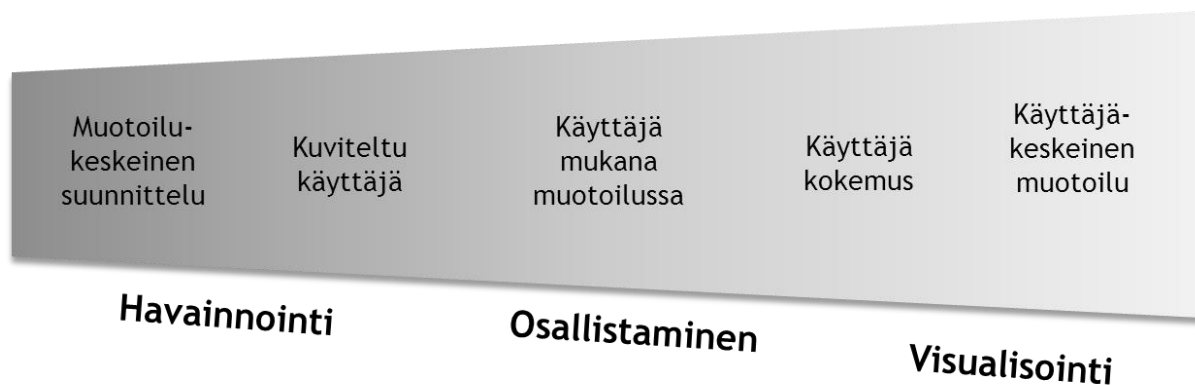 Muotoilu-
keskeinen
suunnittelu
Kuviteltu
käyttäjä
Käyttäjä
mukana
muotoilussa
Käyttäjä
kokemus
Käyttäjä-
keskeinen
muotoilu
Havainnointi
Osallistaminen
Visualisointi